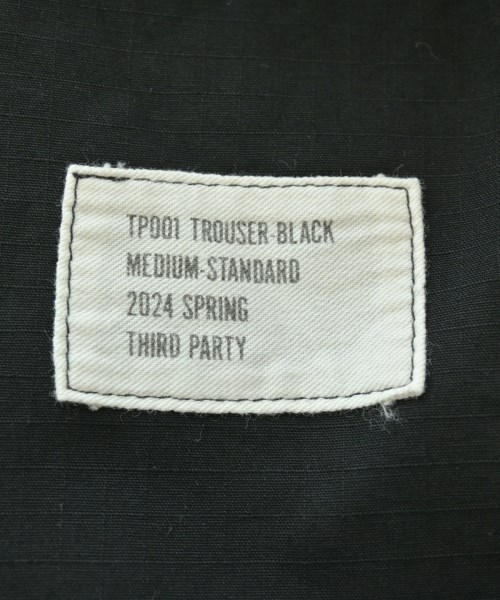 TP001 TROUSER-BLACK
MEDIUM-STANDARD
2024 SPRING
THIRD PARTY